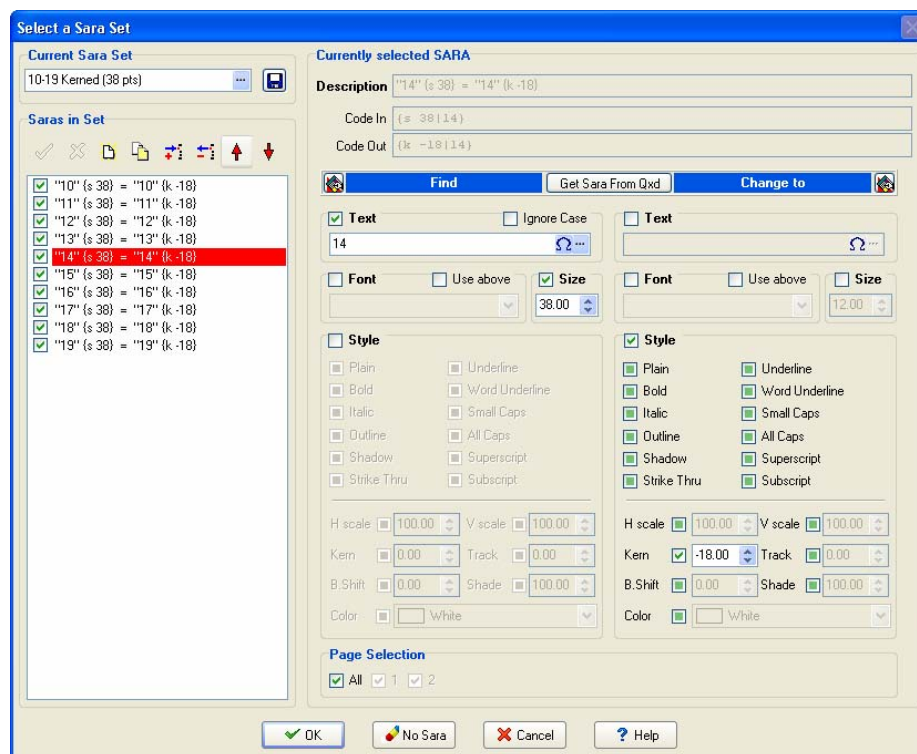 Select a Sara Set
Current Sara Set
10-19 Kerned (38 pts)
Saras in Set
"10" {s 38} = "10" {k -18}
"11" {s 38} = "11" {k -18}
"12" {s 38} = "12" {k -18}
"13" {s 38} = "13" {k -18}
"14" {s 38} = "14" {k -18}
"15" {s 38} = "15" {k -18}
"16" {s 38} = "16" {k -18}
"17" {s 38} = "17" {k -18}
"18" {s 38} = "18" {k -18}
"19" {s 38} = "19" {k -18}
Currently selected SARA
Description "14" {s 38} = "14" {k -18}
Code In {s 38|14}
Code Out {k -18|14}
Find Get Sara From Qxd Change to
Text Ignore Case
14 Ω ...
Font Use above Size
38.00
Style
Plain Underline
Bold Word Underline
Italic Small Caps
Outline All Caps
Shadow Superscript
Strike Thru Subscript
H scale 100.00 V scale 100.00
Kern 0.00 Track 0.00
B.Shift 0.00 Shade 100.00
Color White
Text
Ω ...
Font Use above Size
12.00
Style
Plain Underline
Bold Word Underline
Italic Small Caps
Outline All Caps
Shadow Superscript
Strike Thru Subscript
H scale 100.00 V scale 100.00
Kern -18.00 Track 0.00
B.Shift 0.00 Shade 100.00
Color White
Page Selection
All 1 2
OK No Sara Cancel ? Help